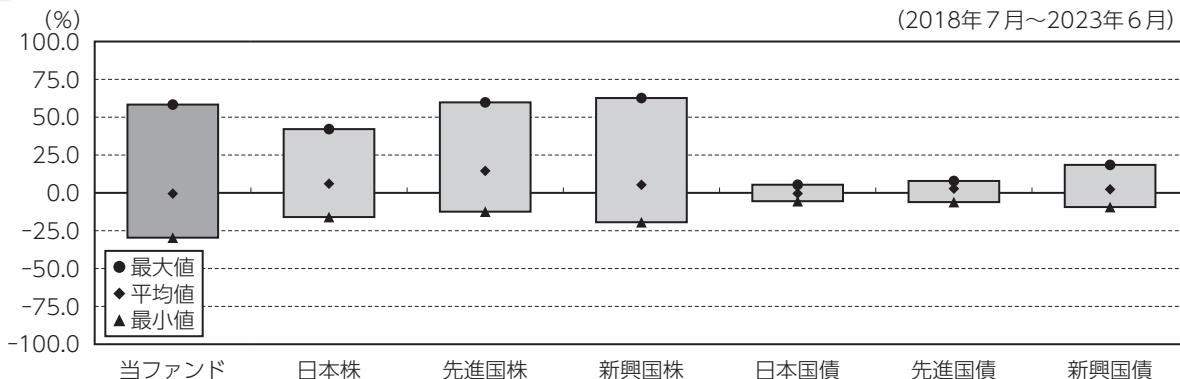 (%)
(2018年7月～2023年6月)
100.0
75.0
50.0
25.0
0.0
-25.0
-50.0
-75.0
-100.0
● 最大値
◆ 平均値
▲ 最小値
当ファンド 日本株 先進国株 新興国株 日本国債 先進国債 新興国債